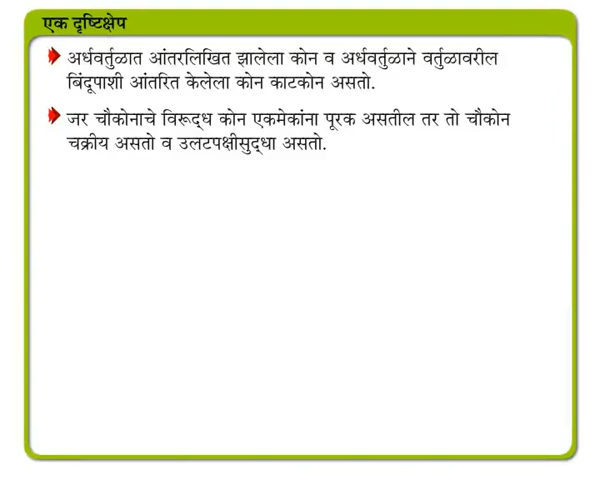 एक दृष्टिक्षेप
अर्धवर्तुळात आंतरलिखित झालेला कोन व अर्धवर्तुळाने वर्तुळावरील
बिंदूपाशी आंतरित केलेला कोन काटकोन असतो.
जर चौकोनाचे विरूद्ध कोन एकमेकांना पूरक असतील तर तो चौकोन
चक्रीय असतो व उलटपक्षीसुद्धा असतो.